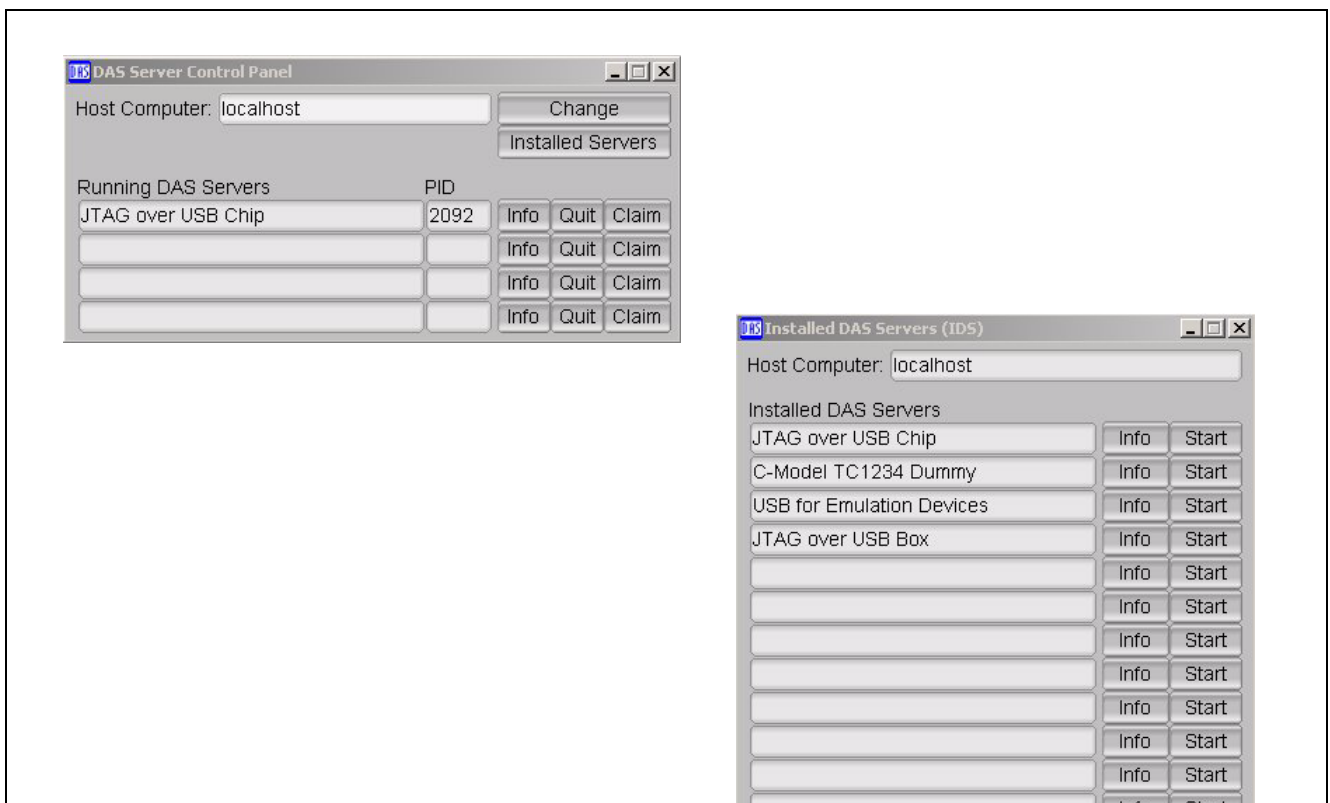 DAS DAS Server Control Panel
Host Computer: localhost Change
Installed Servers
Running DAS Servers PID
JTAG over USB Chip 2092 Info Quit Claim
Info Quit Claim
Info Quit Claim
Info Quit Claim
DAS Installed DAS Servers (IDS)
Host Computer: localhost
Installed DAS Servers
JTAG over USB Chip Info Start
C-Model TC1234 Dummy Info Start
USB for Emulation Devices Info Start
JTAG over USB Box Info Start
Info Start
Info Start
Info Start
Info Start
Info Start
Info Start
Info Start